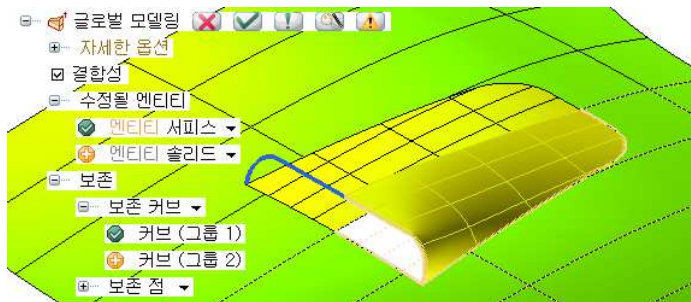 글로벌 모델링
자세한 옵션
결합성
수정될 엔티티
엔티티 서피스
엔티티 솔리드
보존
보존 커브
커브 (그룹 1)
커브 (그룹 2)
보존 점